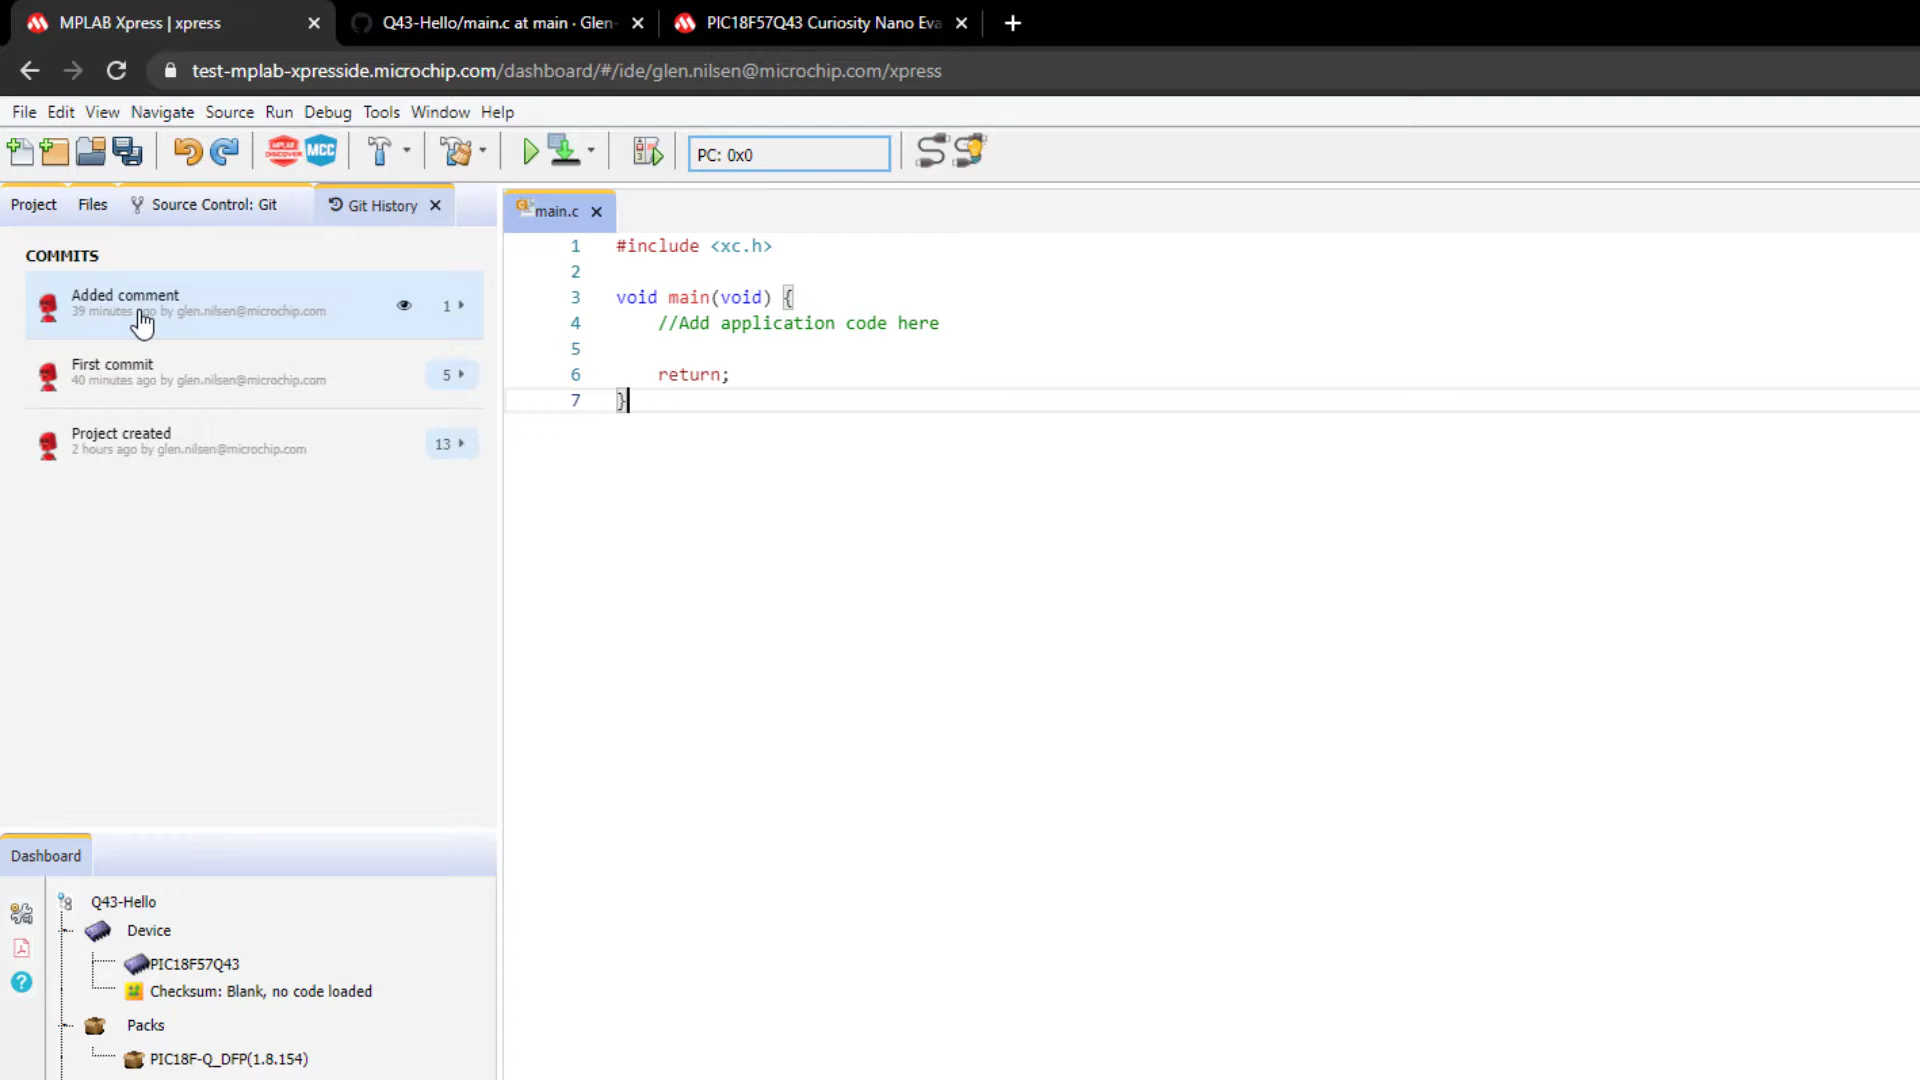 MPLAB Xpress | xpress
Q43-Hello/main.c at main · Glen-
PIC18F57Q43 Curiosity Nano Eva
test-mplab-xpresside.microchip.com/dashboard/#/ide/glen.nilsen@microchip.com/xpress
File Edit View Navigate Source Run Debug Tools Window Help
MPLAB DISCOVER MCC PC: 0x0
Project Files Source Control: Git Git History
main.c
COMMITS
Added comment
39 minutes ago by glen.nilsen@microchip.com
1
First commit
40 minutes ago by glen.nilsen@microchip.com
5
Project created
2 hours ago by glen.nilsen@microchip.com
13
1 #include <xc.h>
2
3 void main(void) {
4 //Add application code here
5
6 return;
7 }
Dashboard
Q43-Hello
Device
PIC18F57Q43
Checksum: Blank, no code loaded
Packs
PIC18F-Q_DFP(1.8.154)